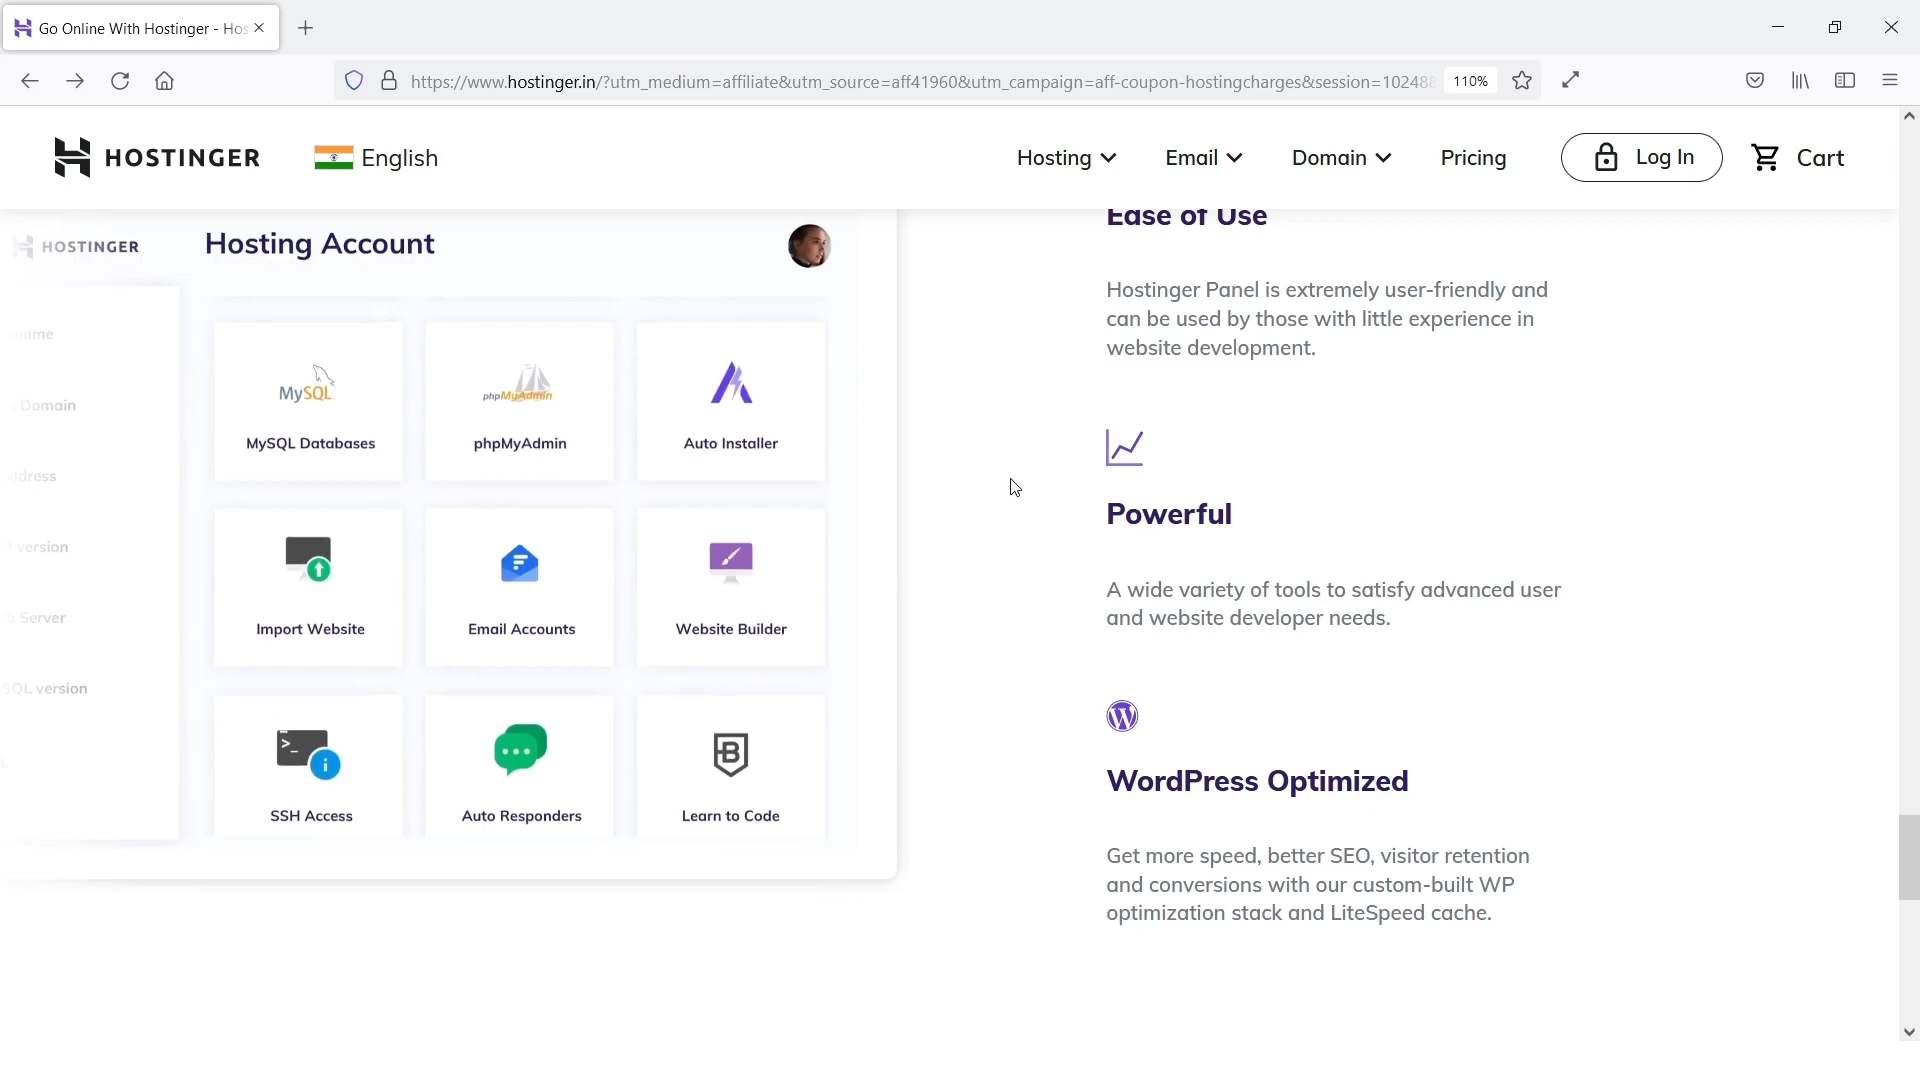 Go Online With Hostinger - Hos
https://www.hostinger.in/?utm_medium=affiliate&utm_source=aff41960&utm_campaign=aff-coupon-hostingcharges&session=10248
110%
HOSTINGER
English
Hosting
Email
Domain
Pricing
Log In
Cart
HOSTINGER
Hosting Account
name
Domain
ddress
version
Server
SQL version
MySQL
MySQL Databases
phpMyAdmin
phpMyAdmin
Auto Installer
Import Website
Email Accounts
Website Builder
SSH Access
Auto Responders
Learn to Code
Ease of Use
Hostinger Panel is extremely user-friendly and
can be used by those with little experience in
website development.
Powerful
A wide variety of tools to satisfy advanced user
and website developer needs.
WordPress Optimized
Get more speed, better SEO, visitor retention
and conversions with our custom-built WP
optimization stack and LiteSpeed cache.